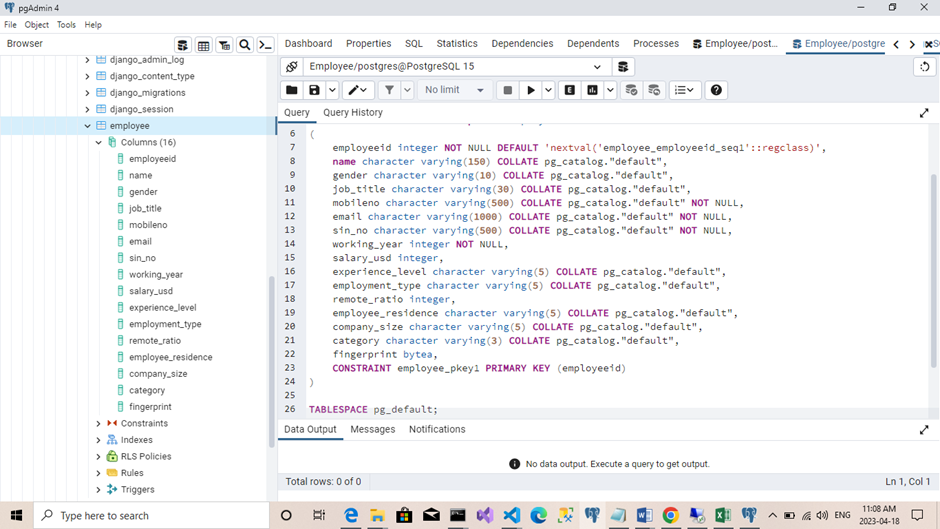 pgAdmin 4
File Object Tools Help
Browser
Dashboard Properties SQL Statistics Dependencies Dependents Processes Employee/post... Employee/postgre
Employee/postgres@PostgreSQL 15
No limit
Query Query History
django_admin_log
django_content_type
django_migrations
django_session
employee
Columns (16)
employeeid
name
gender
job_title
mobileno
email
sin_no
working_year
salary_usd
experience_level
employment_type
remote_ratio
employee_residence
company_size
category
fingerprint
Constraints
Indexes
RLS Policies
Rules
Triggers
6 (
7 employeeid integer NOT NULL DEFAULT 'nextval('employee_employeeid_seq1'::regclass)',
8 name character varying(150) COLLATE pg_catalog."default",
9 gender character varying(10) COLLATE pg_catalog."default",
10 job_title character varying(30) COLLATE pg_catalog."default",
11 mobileno character varying(500) COLLATE pg_catalog."default" NOT NULL,
12 email character varying(1000) COLLATE pg_catalog."default" NOT NULL,
13 sin_no character varying(500) COLLATE pg_catalog."default" NOT NULL,
14 working_year integer NOT NULL,
15 salary_usd integer,
16 experience_level character varying(5) COLLATE pg_catalog."default",
17 employment_type character varying(5) COLLATE pg_catalog."default",
18 remote_ratio integer,
19 employee_residence character varying(5) COLLATE pg_catalog."default",
20 company_size character varying(5) COLLATE pg_catalog."default",
21 category character varying(3) COLLATE pg_catalog."default",
22 fingerprint bytea,
23 CONSTRAINT employee_pkey1 PRIMARY KEY (employeeid)
24 )
25
26 TABLESPACE pg_default;
Data Output Messages Notifications
No data output. Execute a query to get output.
Total rows: 0 of 0 Ln 1, Col 1
Type here to search
ENG
11:08 AM
2023-04-18